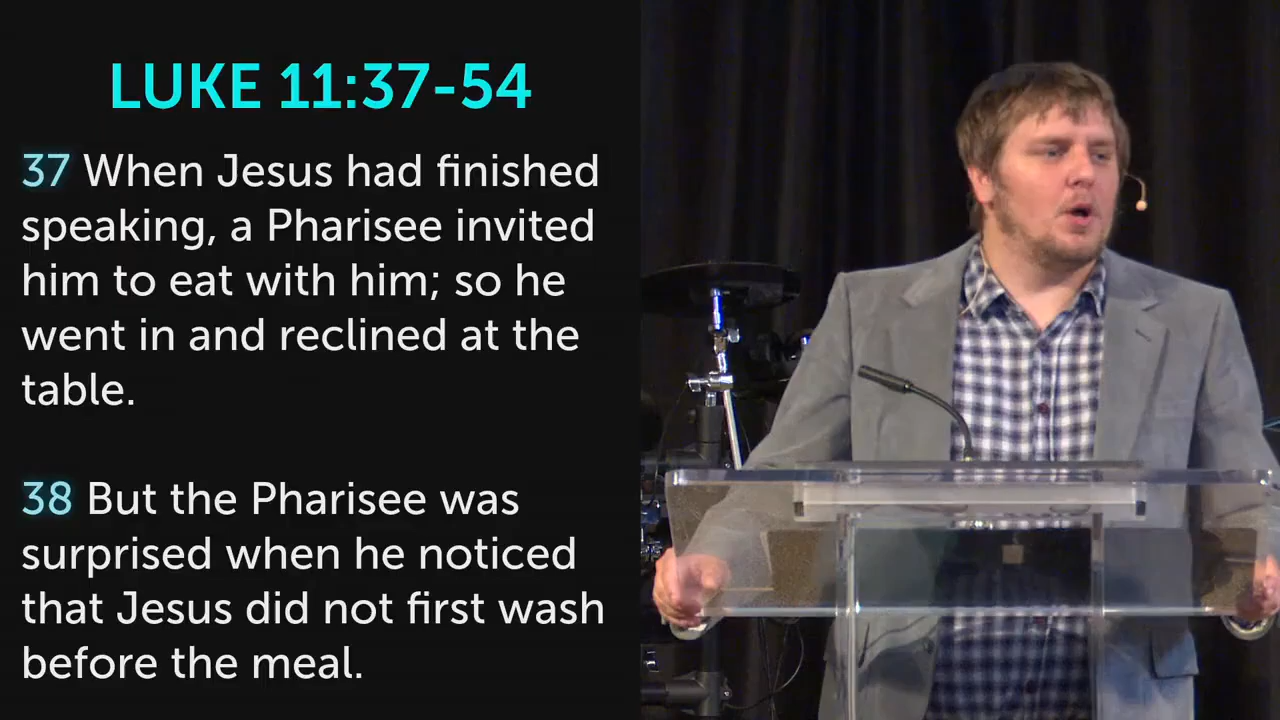 LUKE 11:37-54
37 When Jesus had finished
speaking, a Pharisee invited
him to eat with him; so he
went in and reclined at the
table.
38 But the Pharisee was
surprised when he noticed
that Jesus did not first wash
before the meal.